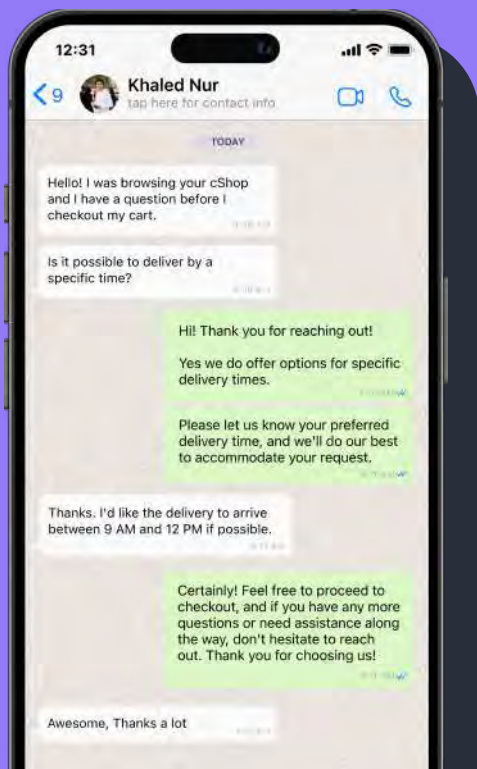 12:31
9
Khaled Nur
tap here for contact info
TODAY
Hello! I was browsing your cShop
and I have a question before I
checkout my cart.
Is it possible to deliver by a
specific time?
Hi! Thank you for reaching out!
Yes we do offer options for specific
delivery times.
Please let us know your preferred
delivery time, and we'll do our best
to accommodate your request.
Thanks. I'd like the delivery to arrive
between 9 AM and 12 PM if possible.
Certainly! Feel free to proceed to
checkout, and if you have any more
questions or need assistance along
the way, don't hesitate to reach
out. Thank you for choosing us!
Awesome, Thanks a lot